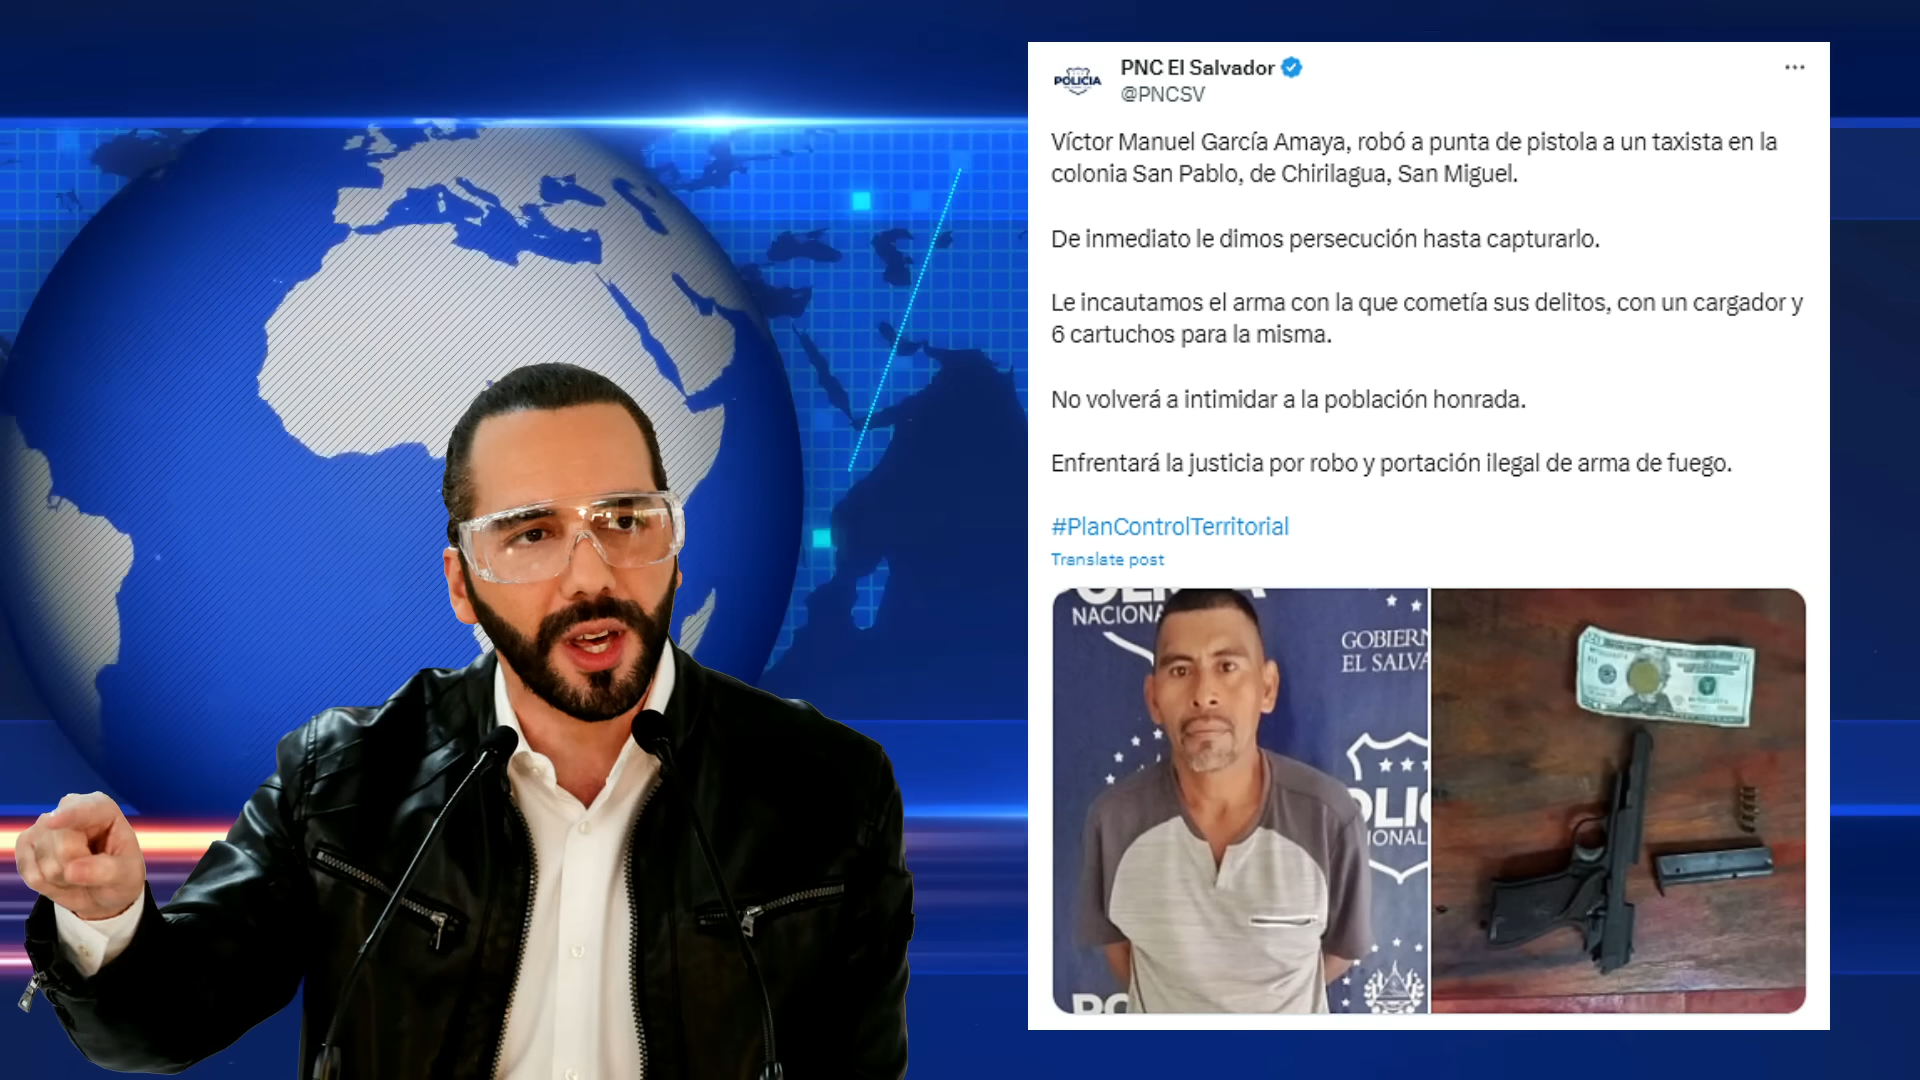 POLICIA
PNC El Salvador
@PNCSV
Víctor Manuel García Amaya, robó a punta de pistola a un taxista en la
colonia San Pablo, de Chirilagua, San Miguel.
De inmediato le dimos persecución hasta capturarlo.
Le incautamos el arma con la que cometía sus delitos, con un cargador y
6 cartuchos para la misma.
No volverá a intimidar a la población honrada.
Enfrentará la justicia por robo y portación ilegal de arma de fuego.
#PlanControlTerritorial
Translate post
NACIONA
GOBIERN
EL SALVA
OLIC
IONAL
PO